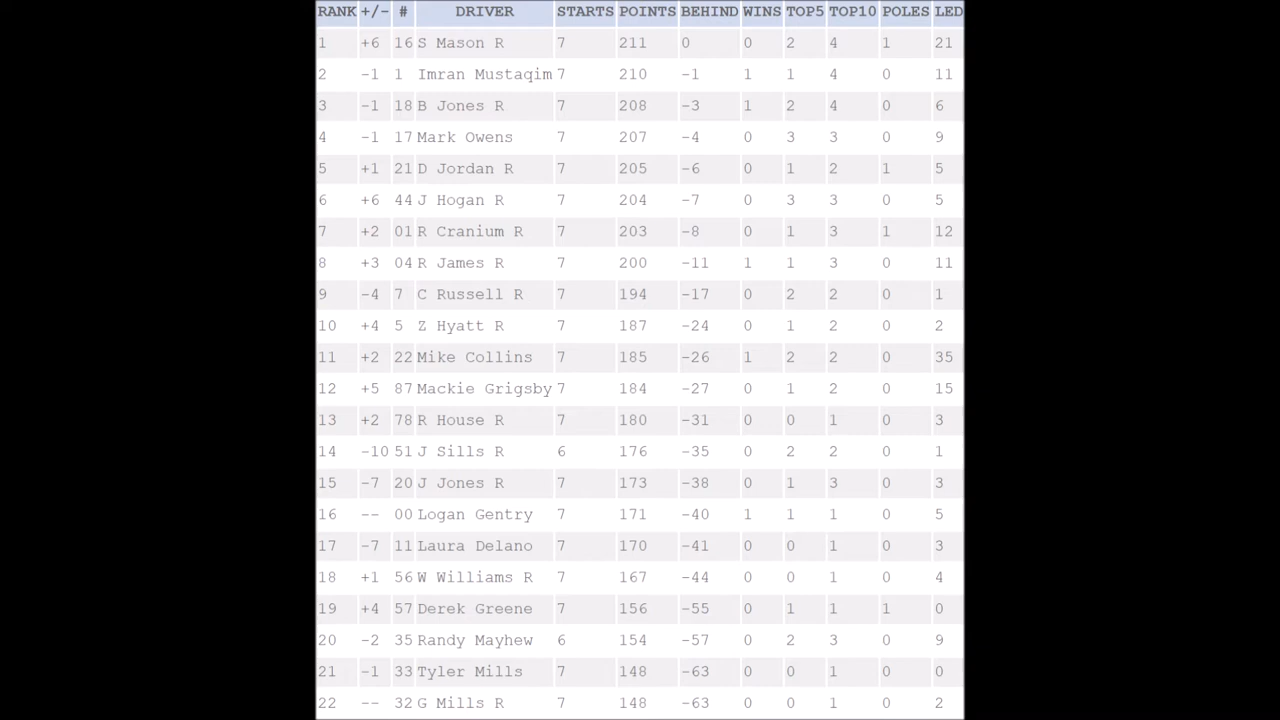 RANK +/- # DRIVER STARTS POINTS BEHIND WINS TOP5 TOP10 POLES LED
1 +6 16 S Mason R 7 211 0 0 2 4 1 21
2 -1 1 Imran Mustaqim 7 210 -1 1 1 4 0 11
3 -1 18 B Jones R 7 208 -3 1 2 4 0 6
4 -1 17 Mark Owens 7 207 -4 0 3 3 0 9
5 +1 21 D Jordan R 7 205 -6 0 1 2 1 5
6 +6 44 J Hogan R 7 204 -7 0 3 3 0 5
7 +2 01 R Cranium R 7 203 -8 0 1 3 1 12
8 +3 04 R James R 7 200 -11 1 1 3 0 11
9 -4 7 C Russell R 7 194 -17 0 2 2 0 1
10 +4 5 Z Hyatt R 7 187 -24 0 1 2 0 2
11 +2 22 Mike Collins 7 185 -26 1 2 2 0 35
12 +5 87 Mackie Grigsby 7 184 -27 0 1 2 0 15
13 +2 78 R House R 7 180 -31 0 0 1 0 3
14 -10 51 J Sills R 6 176 -35 0 2 2 0 1
15 -7 20 J Jones R 7 173 -38 0 1 3 0 3
16 -- 00 Logan Gentry 7 171 -40 1 1 1 0 5
17 -7 11 Laura Delano 7 170 -41 0 0 1 0 3
18 +1 56 W Williams R 7 167 -44 0 0 1 0 4
19 +4 57 Derek Greene 7 156 -55 0 1 1 1 0
20 -2 35 Randy Mayhew 6 154 -57 0 2 3 0 9
21 -1 33 Tyler Mills 7 148 -63 0 0 1 0 0
22 -- 32 G Mills R 7 148 -63 0 0 1 0 2